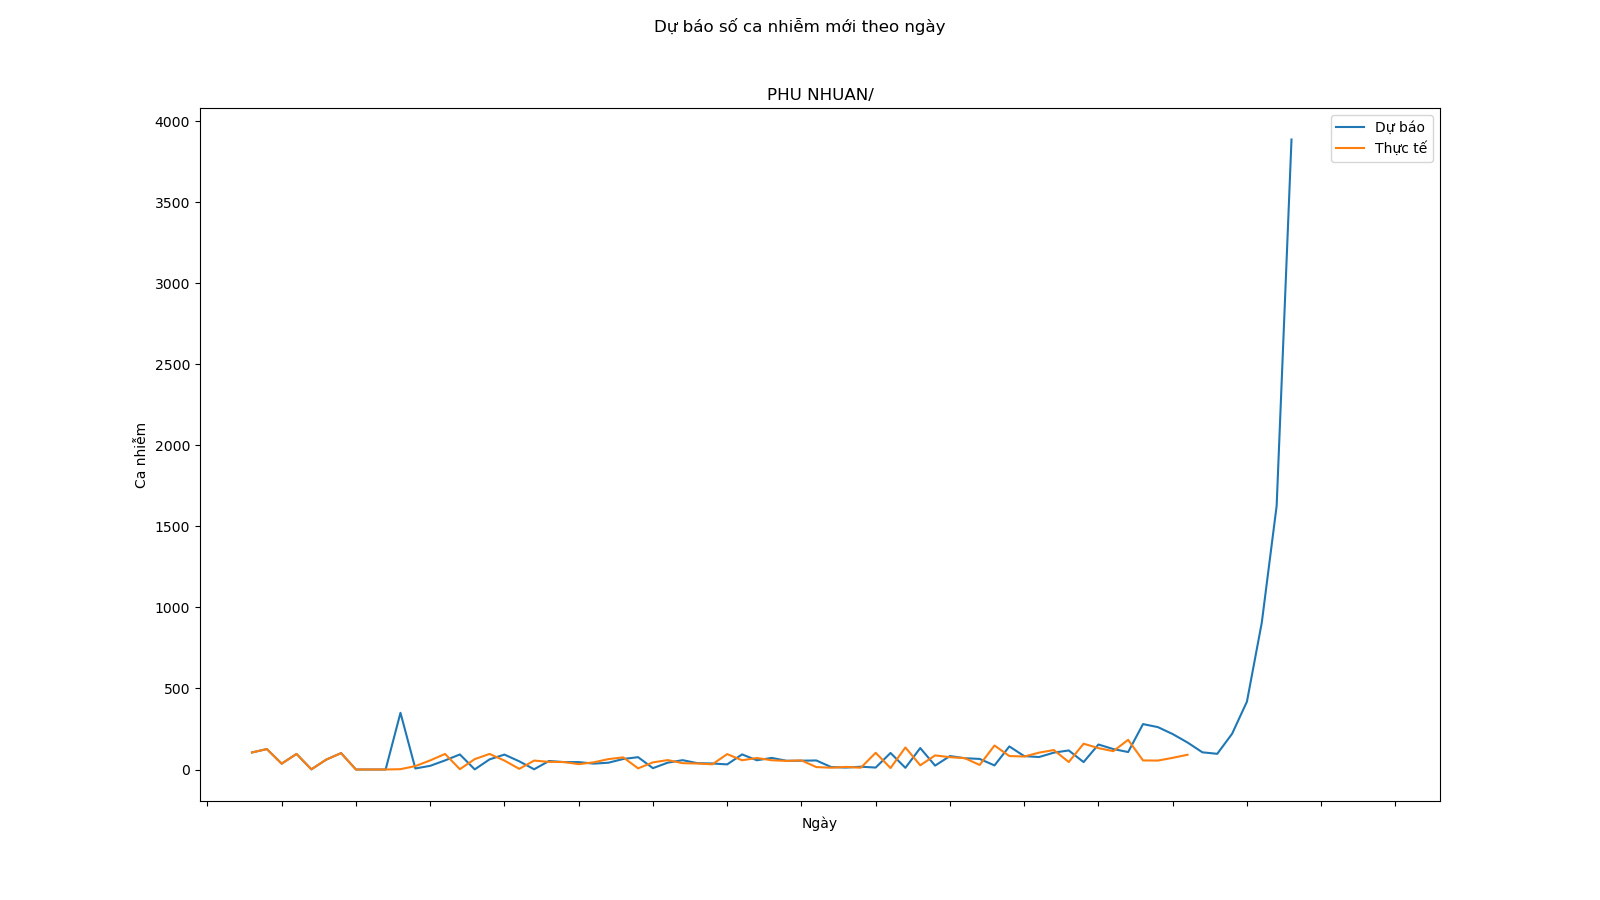 Dự báo số ca nhiễm mới theo ngày
PHU NHUAN/
4000
3500
3000
2500
2000
1500
1000
500
0
Ca nhiễm
Dự báo
Thực tế
Ngày